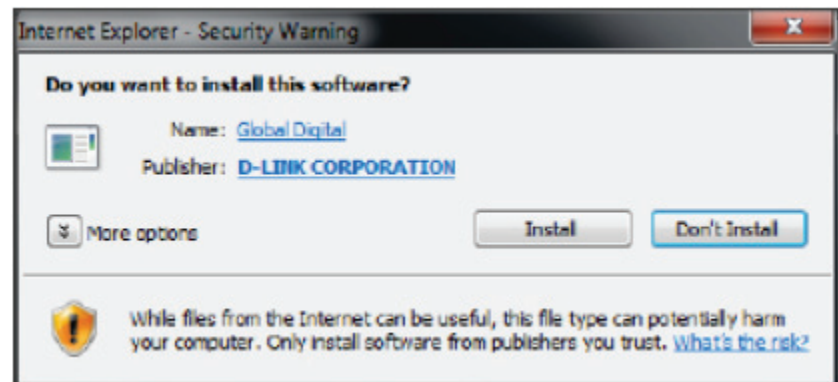 Internet Explorer - Security Warning
Do you want to install this software?
Name: Global Digital
Publisher: D-LINK CORPORATION
More options
Install
Don't Install
While files from the Internet can be useful, this file type can potentially harm
your computer. Only install software from publishers you trust. What's the risk?